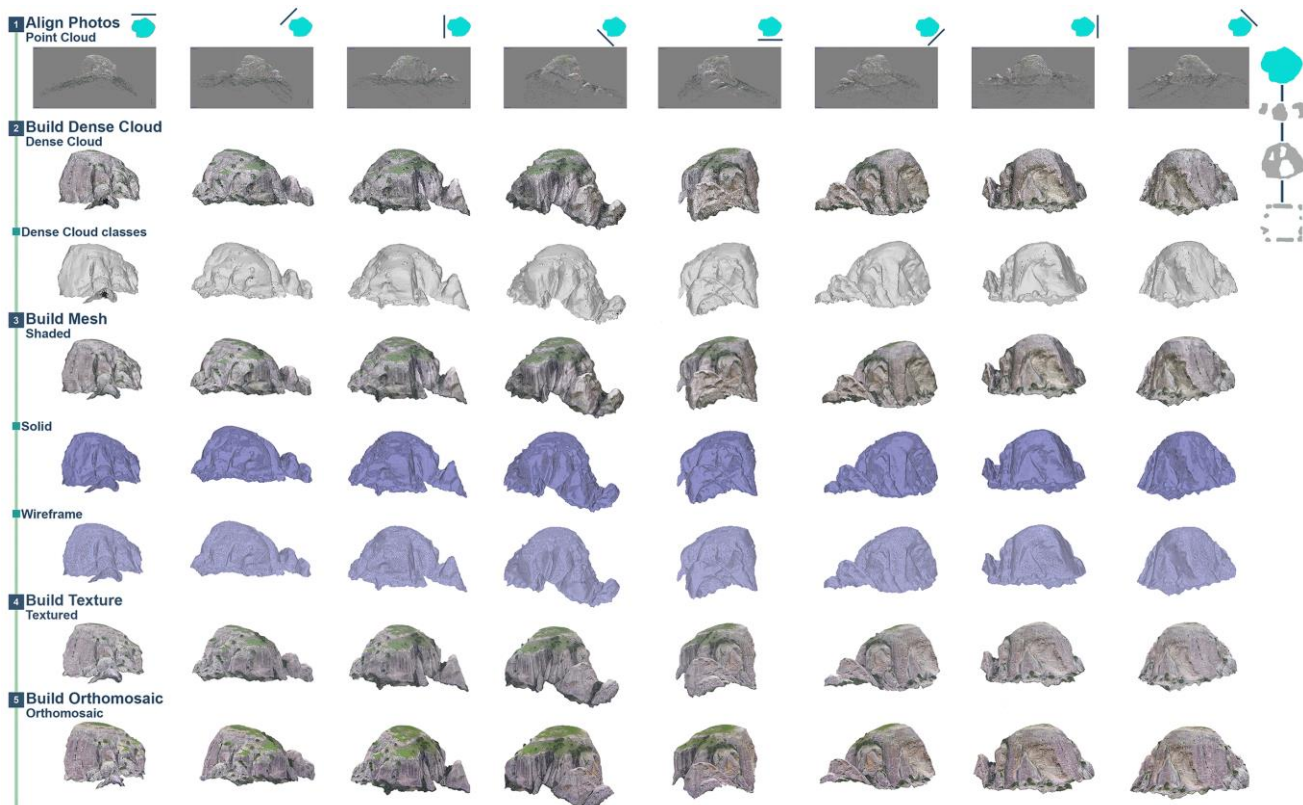 1 Align Photos
Point Cloud
2 Build Dense Cloud
Dense Cloud
Dense Cloud classes
3 Build Mesh
Shaded
Solid
Wireframe
4 Build Texture
Textured
5 Build Orthomosaic
Orthomosaic